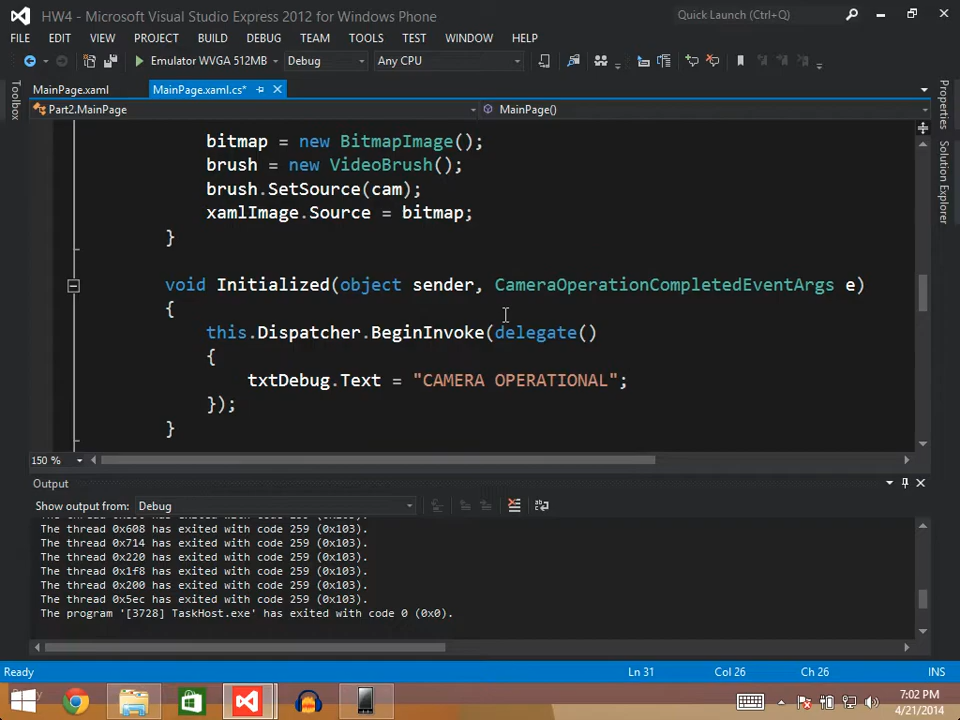 HW4 - Microsoft Visual Studio Express 2012 for Windows Phone
Quick Launch (Ctrl+Q)
FILE EDIT VIEW PROJECT BUILD DEBUG TEAM TOOLS TEST WINDOW HELP
Emulator WVGA 512MB Debug Any CPU
Toolbox
MainPage.xaml MainPage.xaml.cs*
Properties
Solution Explorer
Part2.MainPage MainPage()
bitmap = new BitmapImage();
brush = new VideoBrush();
brush.SetSource(cam);
xamlImage.Source = bitmap;
}
void Initialized(object sender, CameraOperationCompletedEventArgs e)
{
this.Dispatcher.BeginInvoke(delegate()
{
txtDebug.Text = "CAMERA OPERATIONAL";
});
}
150 %
Output
Show output from: Debug
The thread 0x608 has exited with code 259 (0x103).
The thread 0x714 has exited with code 259 (0x103).
The thread 0x220 has exited with code 259 (0x103).
The thread 0x1f8 has exited with code 259 (0x103).
The thread 0x200 has exited with code 259 (0x103).
The thread 0x5ec has exited with code 259 (0x103).
The program '[3728] TaskHost.exe' has exited with code 0 (0x0).
Ready Ln 31 Col 26 Ch 26 INS
7:02 PM
4/21/2014